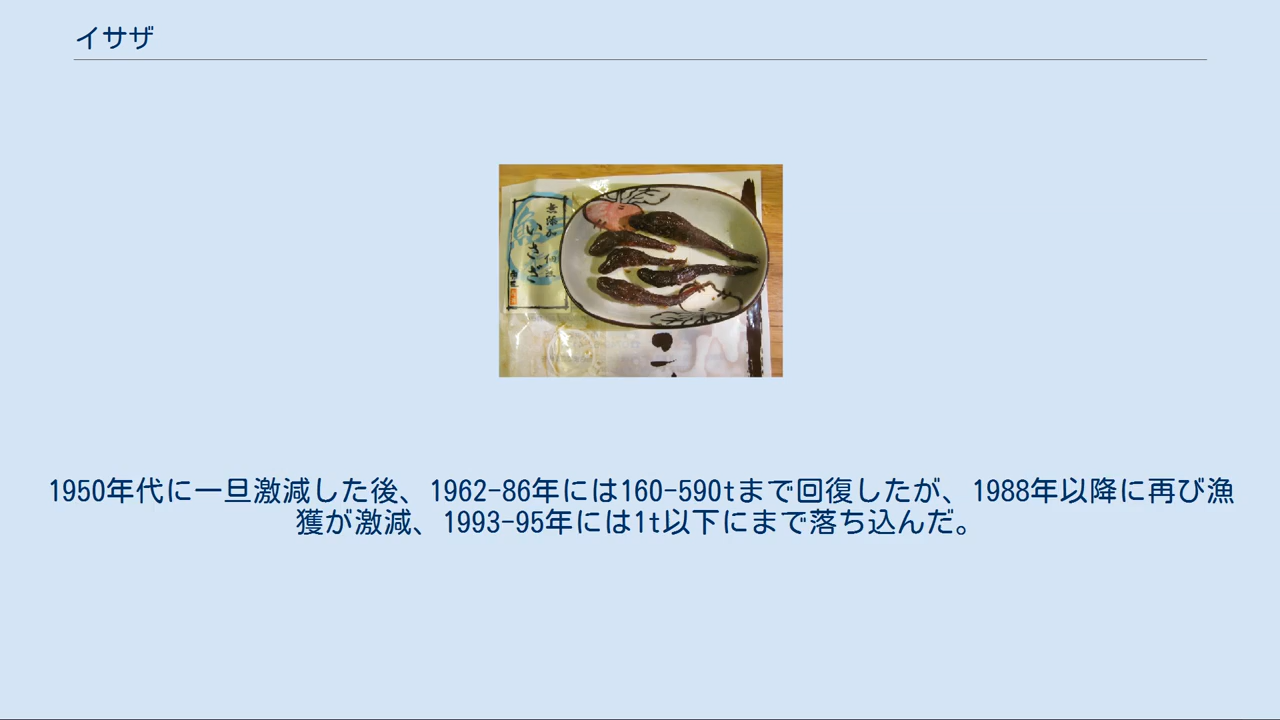 イサザ
いさざ
1950年代に一旦激減した後、1962-86年には160-590tまで回復したが、1988年以降に再び漁
獲が激減、1993-95年には1t以下にまで落ち込んだ。